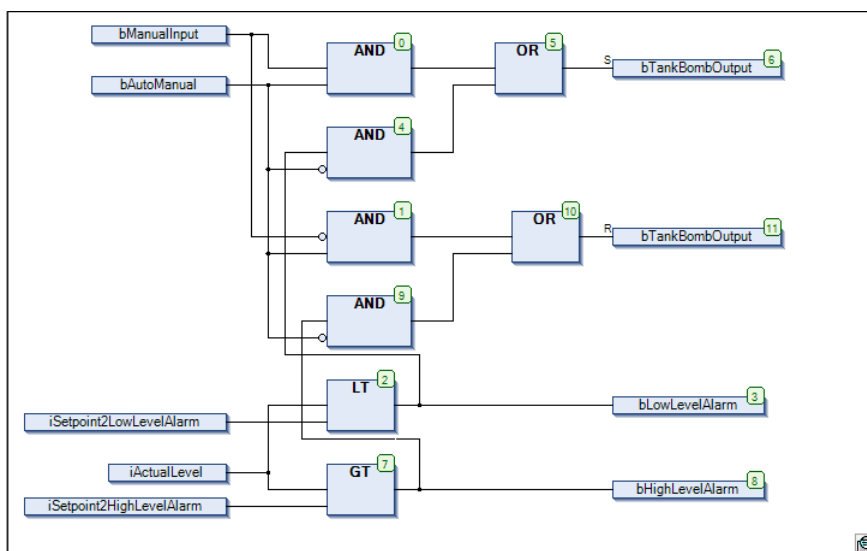 bManualInput
AND 0
OR 5
S
bTankBombOutput 6
bAutoManual
AND 4
AND 1
OR 10
R
bTankBombOutput 11
AND 9
LT 2
bLowLevelAlarm 3
iSetpoint2LowLevelAlarm
iActualLevel
GT 7
bHighLevelAlarm 8
iSetpoint2HighLevelAlarm